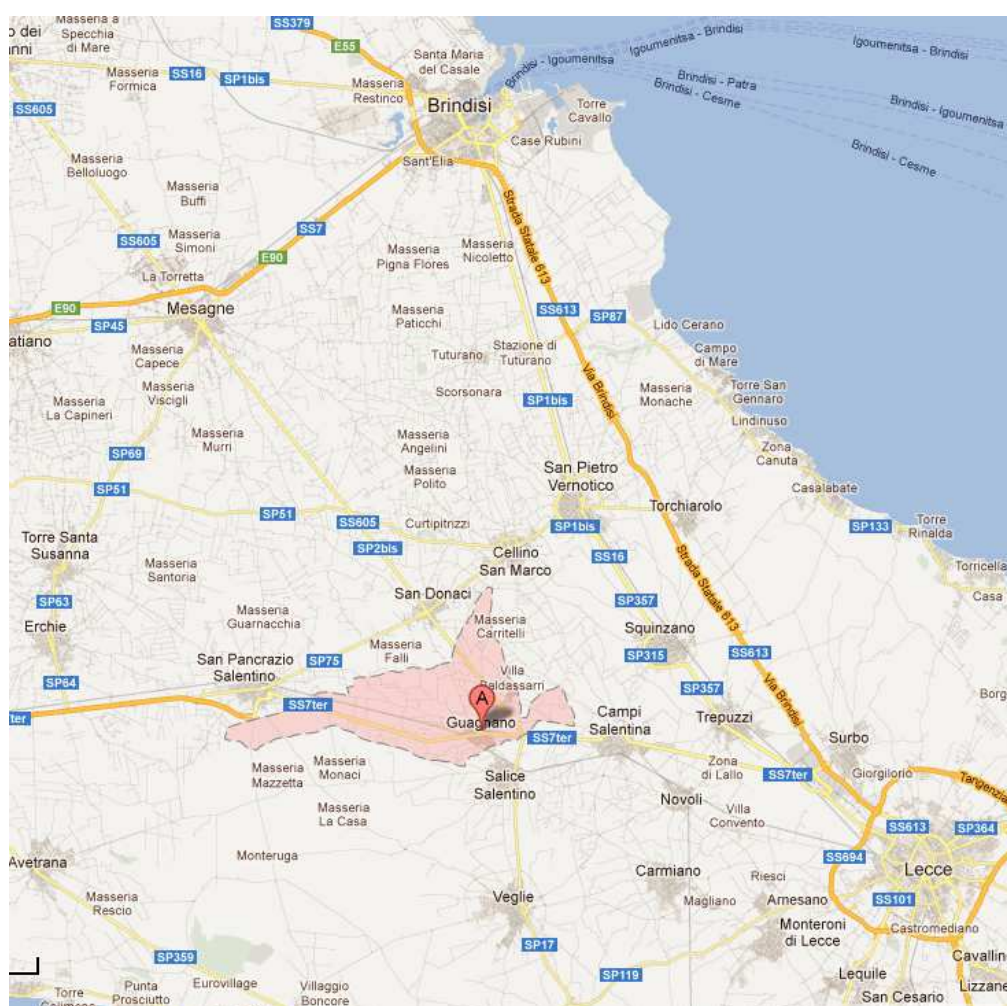 Masseria a
Specchia
di Mare
o dei
anni
SS379
E55
Santa Maria
del Casale
Igoumenitsa - Brindisi
Igoumenitsa - Brindisi
Brindisi - Igoumenitsa
Masseria
Formica
SS16
SP1bis
Masseria
Restinco
Brindisi
Brindisi - Patra
Brindisi - Cesme
Brindisi - Igoumenitsa
Brindisi - Cesme
SS605
Torre
Cavallo
Case Rubini
Sant'Elia
Masseria
Belloluogo
Masseria
Buffi
Strada Statale 613
SS7
Masseria
Simoni
SS605
E90
La Torretta
Masseria
Pigna Flores
Masseria
Nicoletto
E90
Mesagne
SP45
atiano
Masseria
Paticchi
SS613
SP87
Lido Cerano
Masseria
Capece
Tuturano
Stazione di
Tuturano
Campo
di Mare
Via Brindisi
Masseria
Viscigli
Scorsonara
SP1bis
Masseria
Monache
Torre San
Gennaro
Masseria
La Capineri
Lindinuso
Masseria
Murri
Masseria
Angelini
Zona
Canuta
SP69
Masseria
Polito
San Pietro
Vernotico
SP51
Casalabate
SP51
SS605
Curtipitrizzi
SP1bis
Torchiarolo
SP133
Torre
Rinalda
Torre Santa
Susanna
SP2bis
Cellino
San Marco
SS16
Strada Statale 613
Masseria
Santoria
Torricella
Casa
SP63
San Donaci
SP357
Masseria
Guarnacchia
Masseria
Carritelli
Squinzano
Erchie
Masseria
Falli
SP315
SS613
SP75
San Pancrazio
Salentino
Villa
Baldassarri
SP64
SP357
Via Brindisi
Borg
A
SS7ter
7ter
Guagnano
Campi
Salentina
Trepuzzi
SS7ter
Surbo
Masseria
Mazzetta
Masseria
Monaci
Salice
Salentino
Zona
di Lallo
SS7ter
Giorgilorio
Tangenzia
Masseria
La Casa
Novoli
Villa
Convento
SS613
SP364
Monteruga
SS694
Avetrana
Carmiano
Riesci
Lecce
Masseria
Rescio
Veglie
Magliano
Arnesano
SS101
Monteroni
di Lecce
Castromediano
SP17
SP359
Cavallino
SP119
Lequile
Lizzane
San Cesario
Torre
Colimena
Punta
Prosciutto
Eurovillage
Villaggio
Boncore